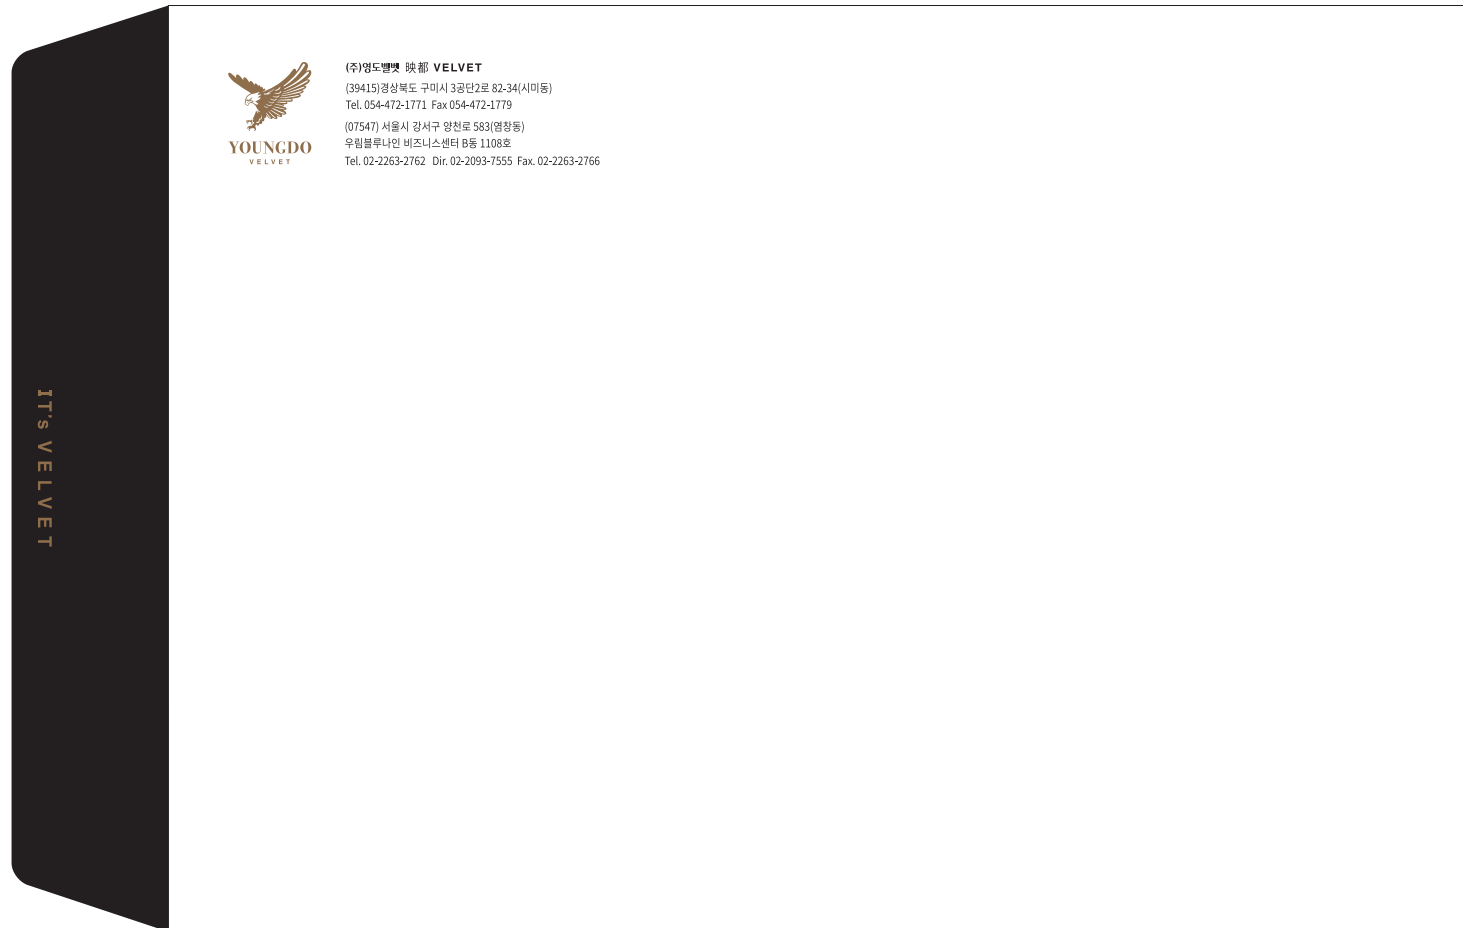 (주)영도벨벳 映都 VELVET
(39415)경상북도 구미시 3공단2로 82-34(시미동)
Tel. 054-472-1771 Fax 054-472-1779
(07547) 서울시 강서구 양천로 583(염창동)
우림블루나인 비즈니스센터 B동 1108호
Tel. 02-2263-2762 Dir. 02-2093-7555 Fax. 02-2263-2766
YOUNGDO
VELVET
IT's VELVET